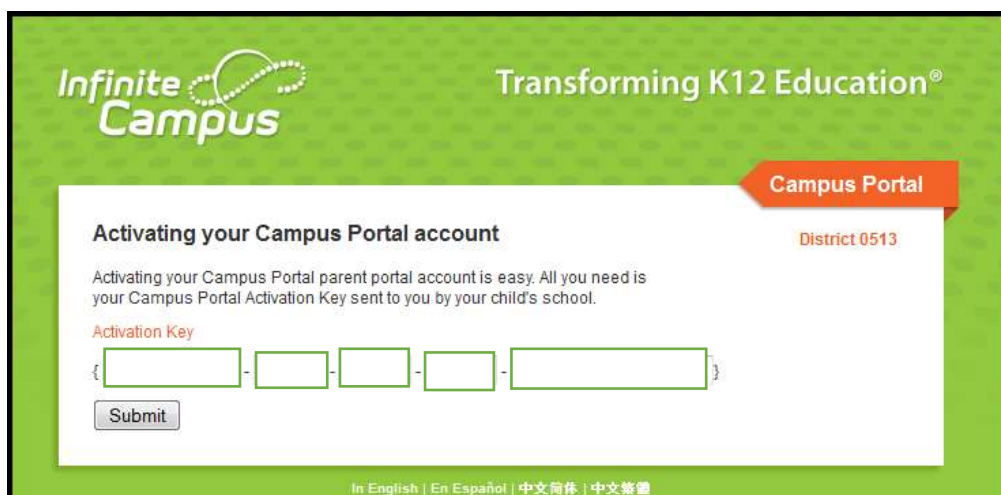 Infinite
Campus
Transforming K12 Education®
Campus Portal
District 0513
Activating your Campus Portal account
Activating your Campus Portal parent portal account is easy. All you need is
your Campus Portal Activation Key sent to you by your child's school.
Activation Key
{ - - - - }
Submit
In English | En Español | 中文简体 | 中文繁體